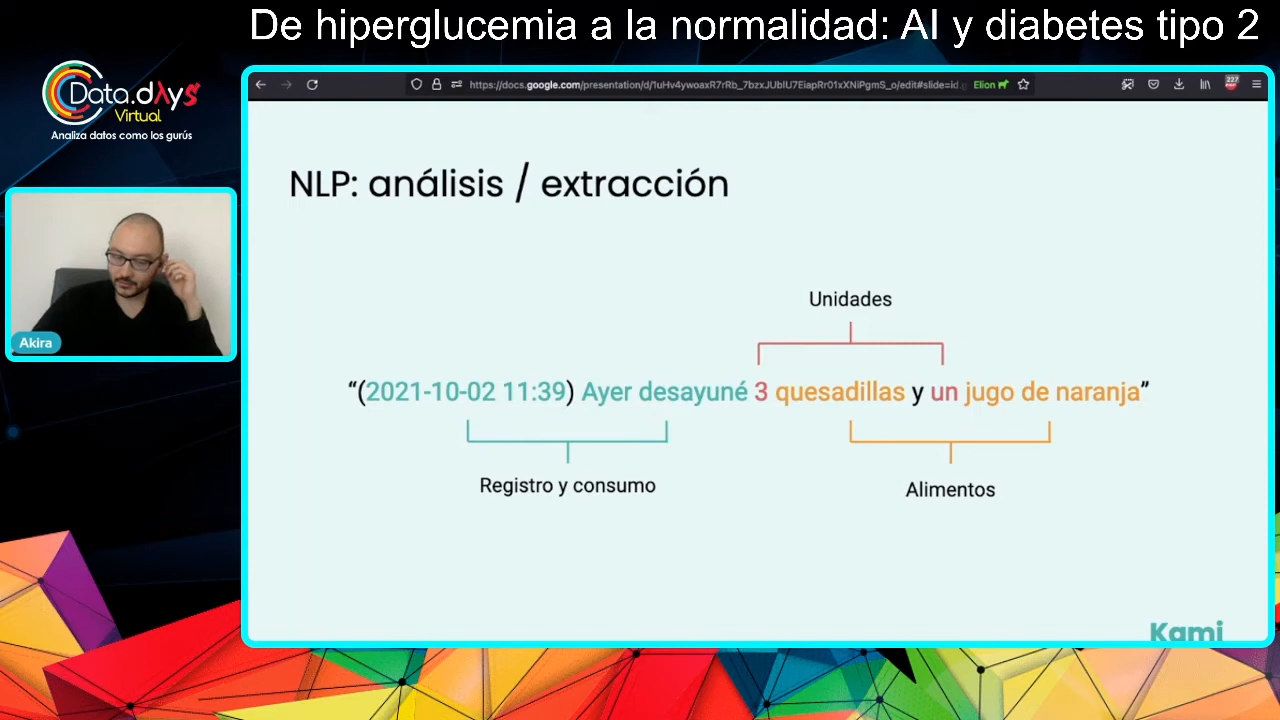 De hiperglucemia a la normalidad: AI y diabetes tipo 2
Data.dAyS
Virtual
Analiza datos como los gurús
Elion
227
NLP: análisis / extracción
Unidades
“(2021-10-02 11:39) Ayer desayuné 3 quesadillas y un jugo de naranja”
Registro y consumo
Alimentos
Akira
Kami